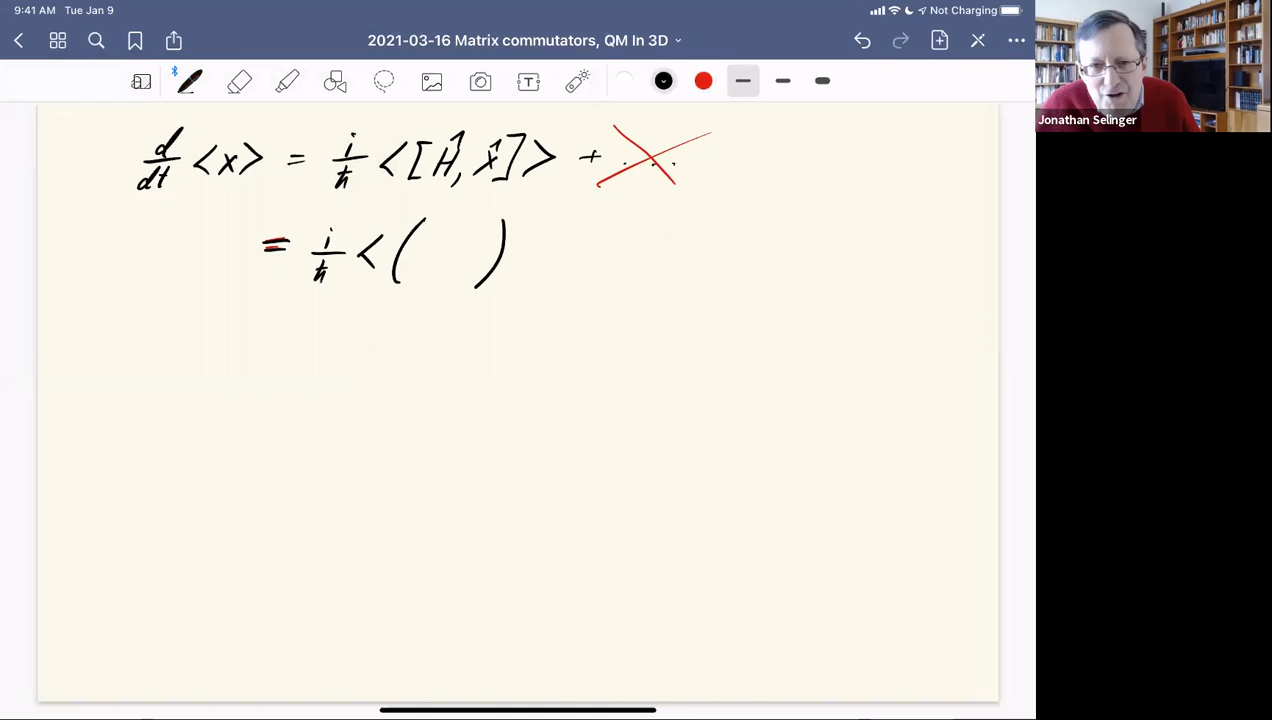 9:41 AM Tue Jan 9
Not Charging
2021-03-16 Matrix commutators, QM In 3D
Jonathan Selinger
d/dt <x> = i/ħ <[Ĥ, x̂]> + ...
= i/ħ <( )